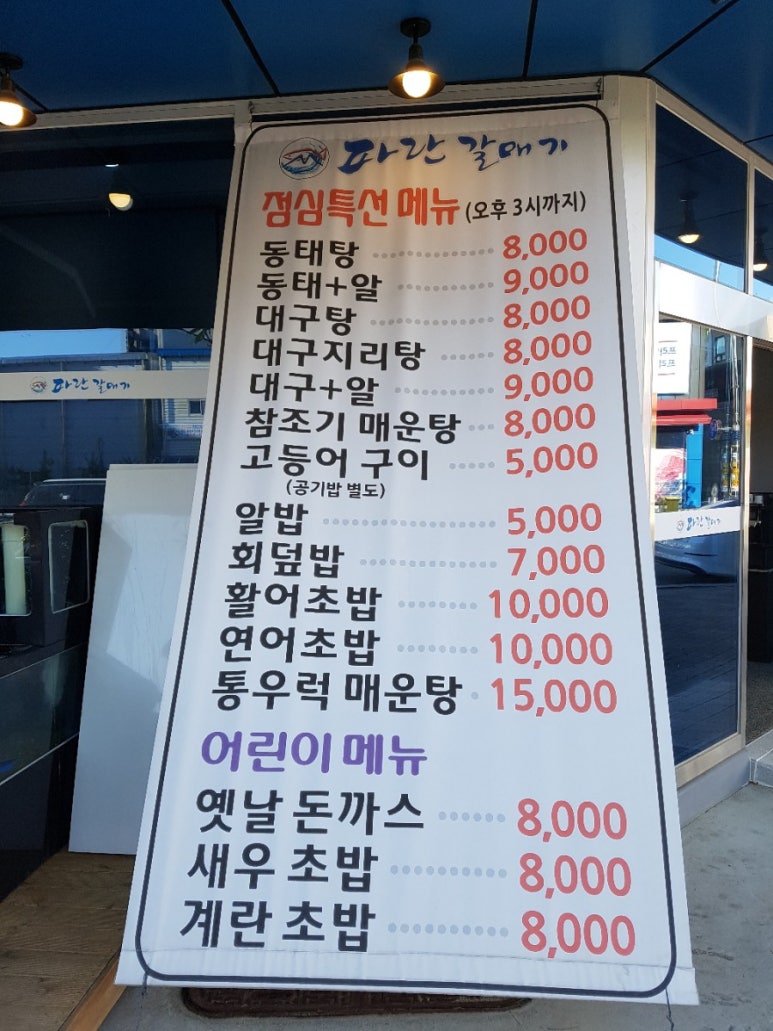 파란 갈매기
점심특선 메뉴 (오후 3시까지)
동태탕 8,000
동태+알 9,000
대구탕 8,000
대구지리탕 8,000
대구+알 9,000
참조기 매운탕 8,000
고등어 구이 5,000
(공기밥 별도)
알밥 5,000
회덮밥 7,000
활어초밥 10,000
연어초밥 10,000
통우럭 매운탕 15,000
어린이 메뉴
옛날 돈까스 8,000
새우 초밥 8,000
계란 초밥 8,000
파란 갈매기
파란 갈매기